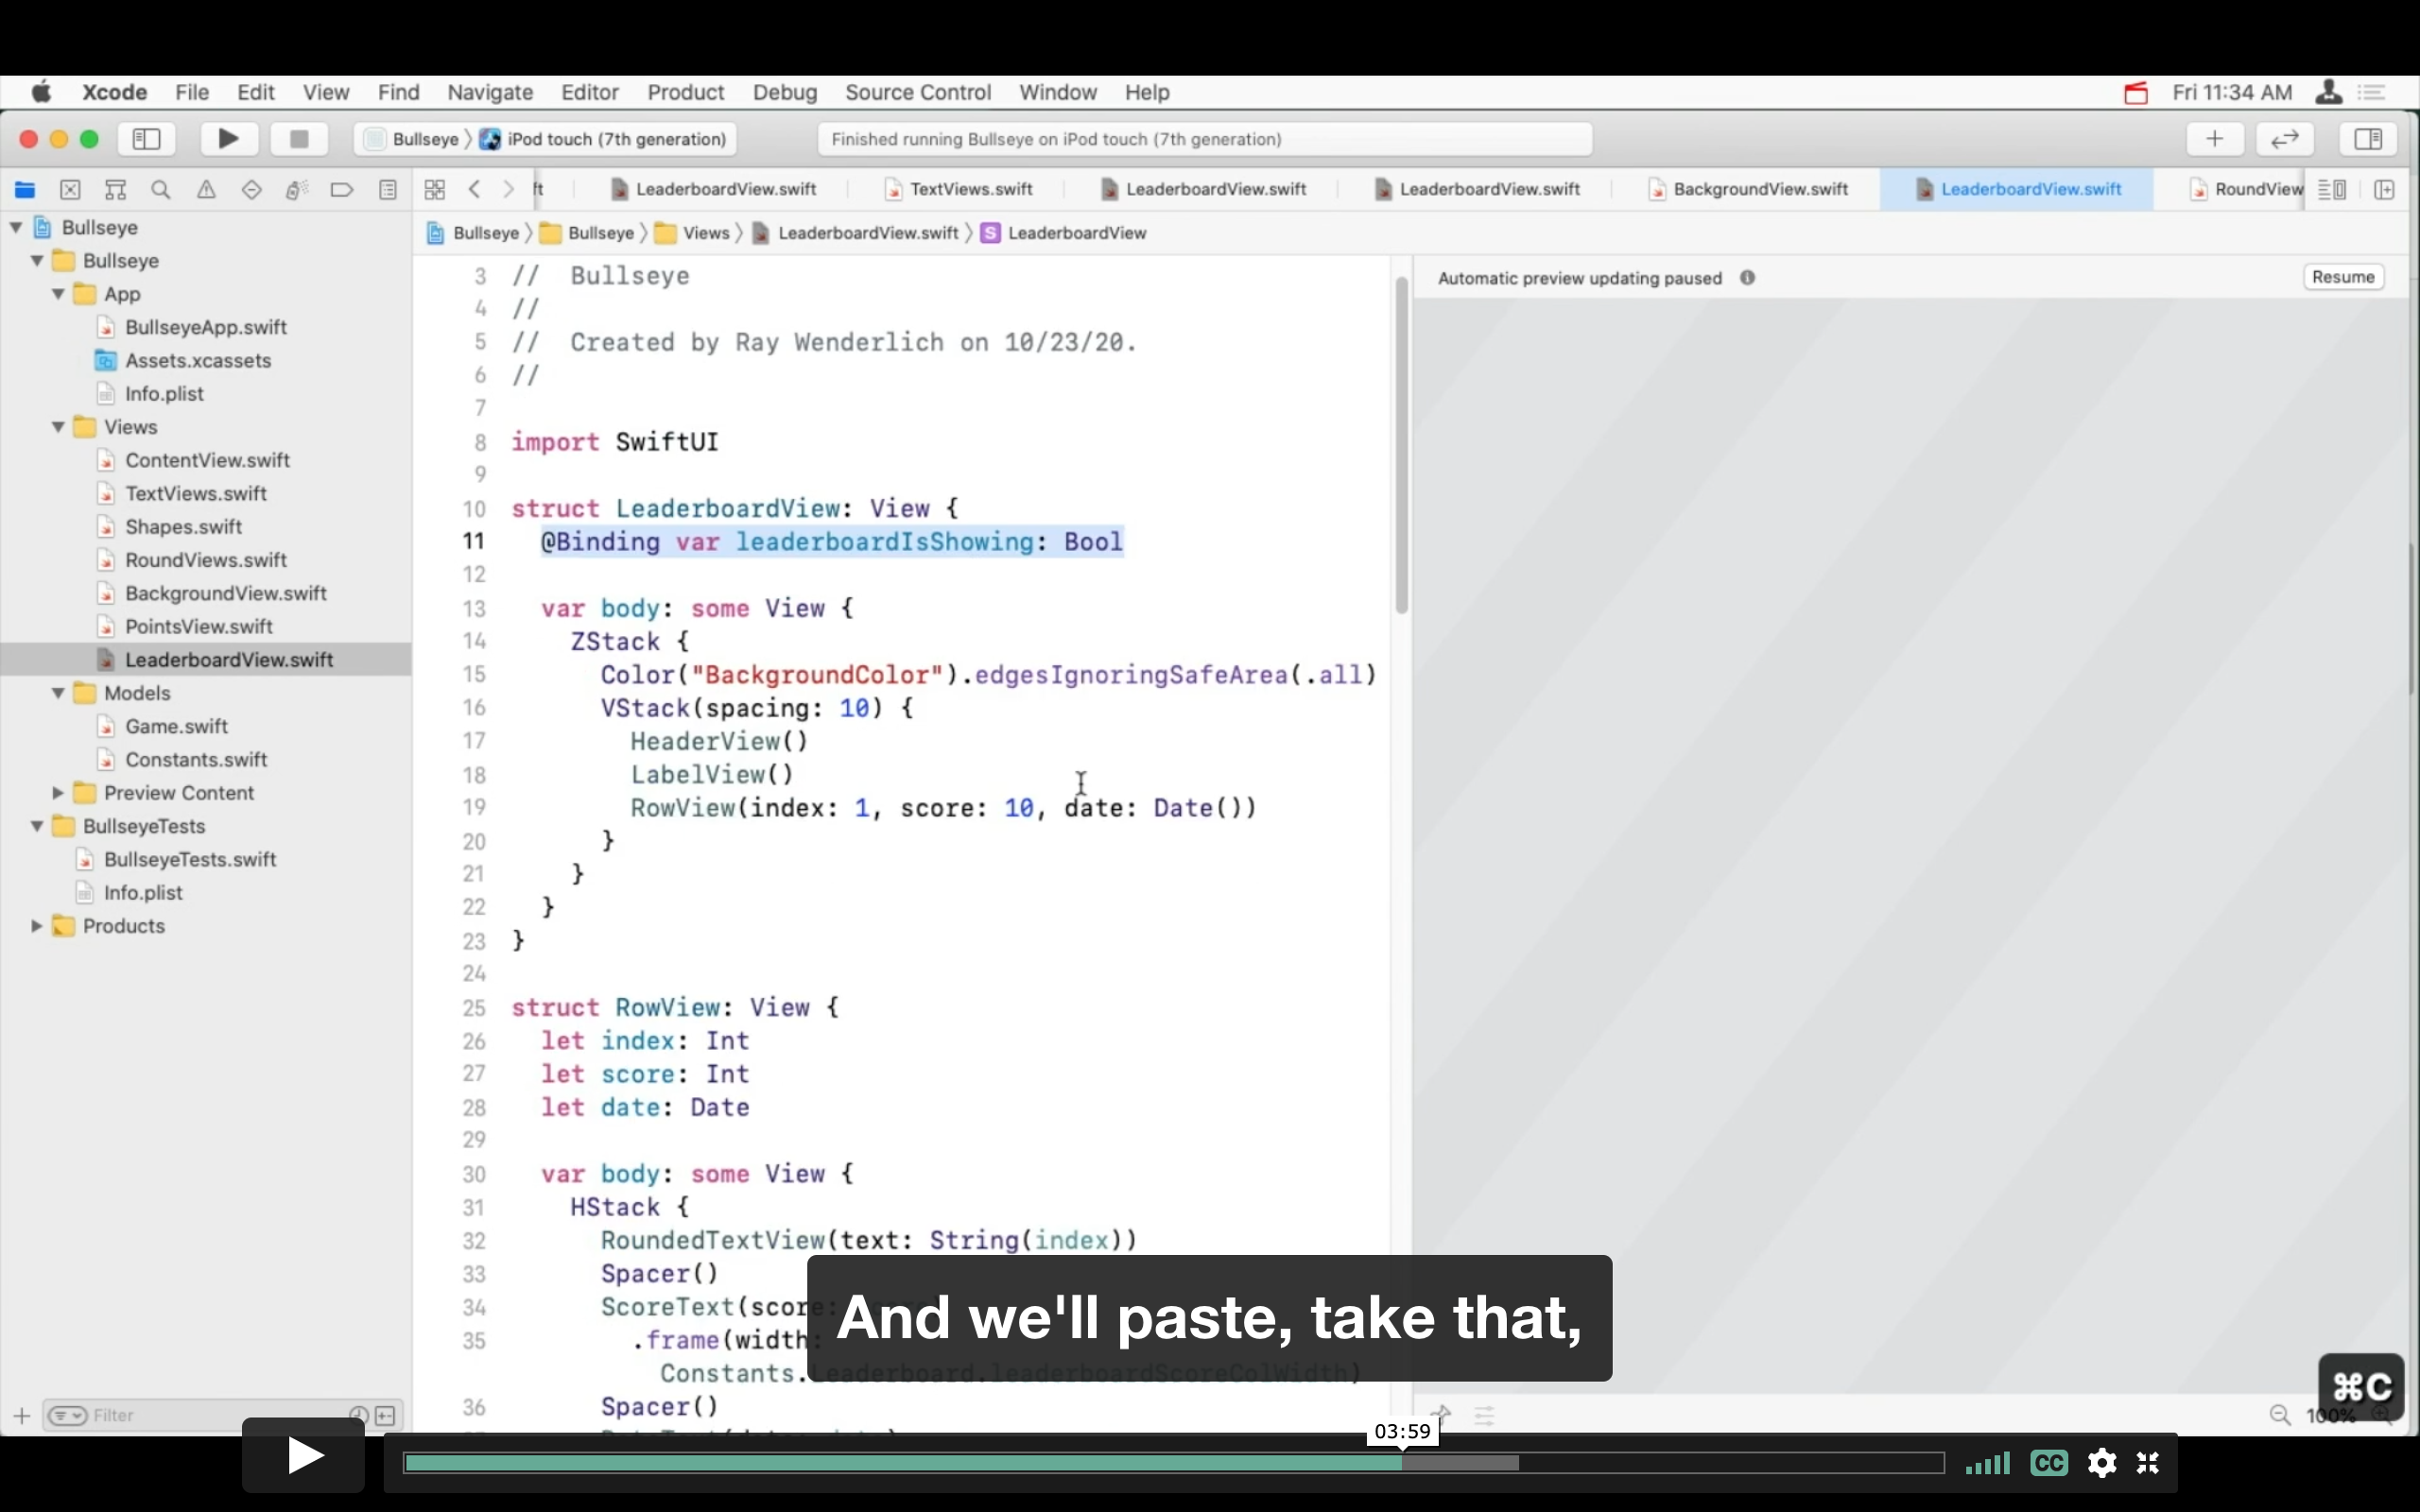 Xcode File Edit View Find Navigate Editor Product Debug Source Control Window Help Fri 11:34 AM
Bullseye iPod touch (7th generation) Finished running Bullseye on iPod touch (7th generation)
ft LeaderboardView.swift TextViews.swift LeaderboardView.swift LeaderboardView.swift BackgroundView.swift LeaderboardView.swift RoundView
Bullseye Bullseye Views LeaderboardView.swift S LeaderboardView
Bullseye
Bullseye
App
BullseyeApp.swift
Assets.xcassets
Info.plist
Views
ContentView.swift
TextViews.swift
Shapes.swift
RoundViews.swift
BackgroundView.swift
PointsView.swift
LeaderboardView.swift
Models
Game.swift
Constants.swift
Preview Content
BullseyeTests
BullseyeTests.swift
Info.plist
Products
Filter
3 // Bullseye
4 //
5 // Created by Ray Wenderlich on 10/23/20.
6 //
7
8 import SwiftUI
9
10 struct LeaderboardView: View {
11 @Binding var leaderboardIsShowing: Bool
12
13 var body: some View {
14 ZStack {
15 Color("BackgroundColor").edgesIgnoringSafeArea(.all)
16 VStack(spacing: 10) {
17 HeaderView()
18 LabelView()
19 RowView(index: 1, score: 10, date: Date())
20 }
21 }
22 }
23 }
24
25 struct RowView: View {
26 let index: Int
27 let score: Int
28 let date: Date
29
30 var body: some View {
31 HStack {
32 RoundedTextView(text: String(index))
33 Spacer()
34 ScoreText(score:
35 .frame(width:
Constants.Leaderboard.leaderboardScoreColWidth)
36 Spacer()
Automatic preview updating paused Resume
And we'll paste, take that,
⌘C
100%
03:59
CC